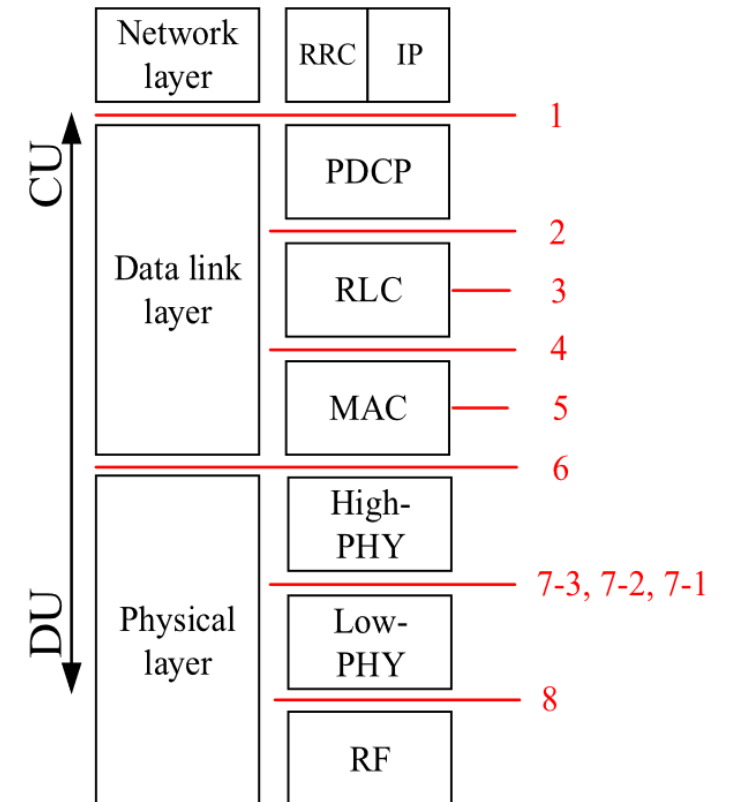 Network
layer
RRC
IP
1
CU
PDCP
2
Data link
layer
RLC
3
4
MAC
5
6
High-
PHY
7-3, 7-2, 7-1
DU
Physical
layer
Low-
PHY
8
RF